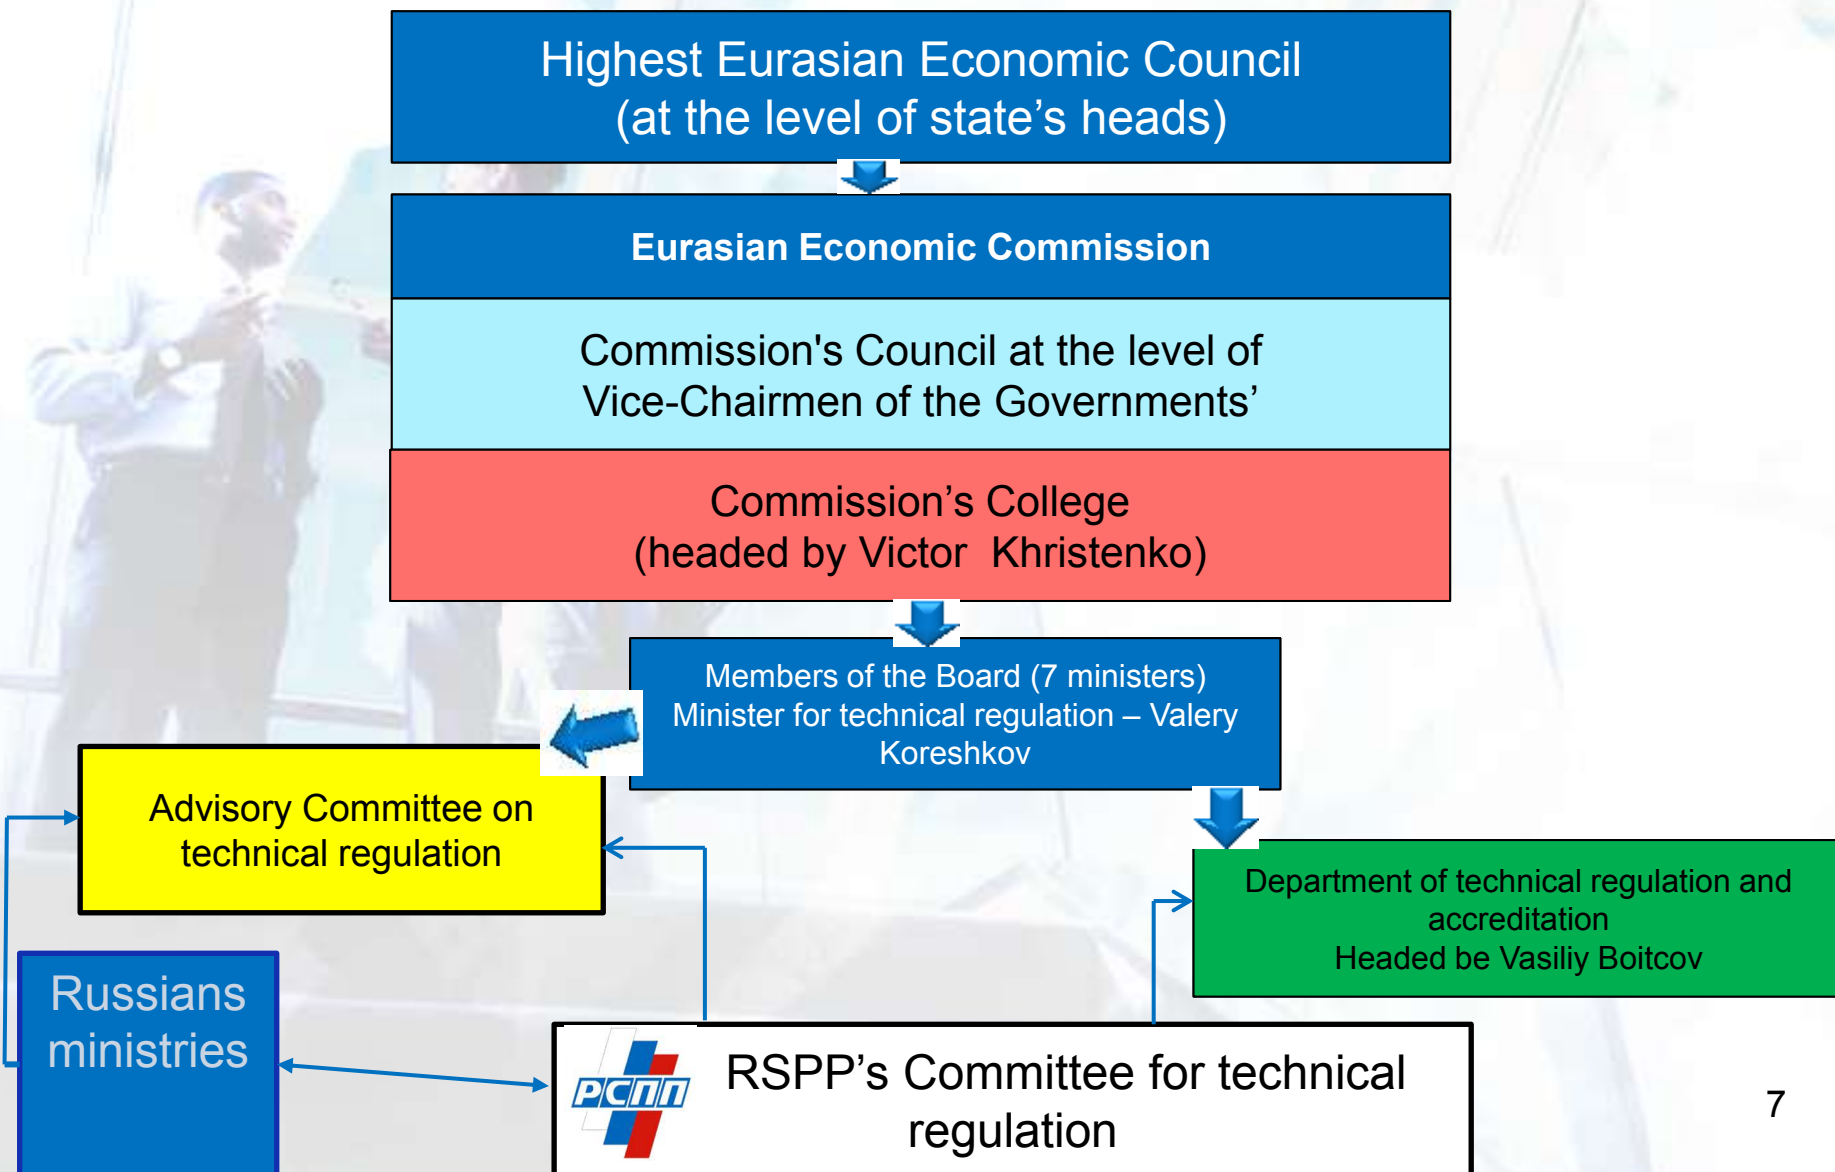 Highest Eurasian Economic Council
(at the level of state’s heads)
Eurasian Economic Commission
Commission's Council at the level of
Vice-Chairmen of the Governments’
Commission’s College
(headed by Victor  Khristenko)
Members of the Board (7 ministers)
Minister for technical regulation – Valery
Koreshkov
Advisory Committee on
technical regulation
Department of technical regulation and
accreditation
Headed be Vasiliy Boitcov
Russians
ministries
РСПП
RSPP’s Committee for technical
regulation
7